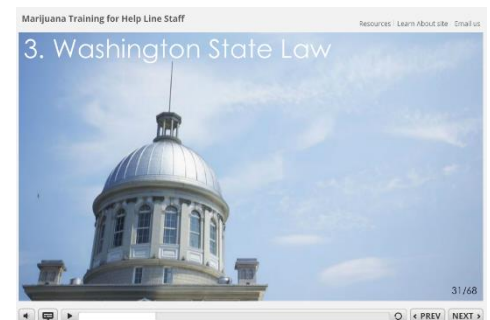 Marijuana Training for Help Line Staff
Resources Learn About site Email us
3. Washington State Law
31/68
PREV NEXT